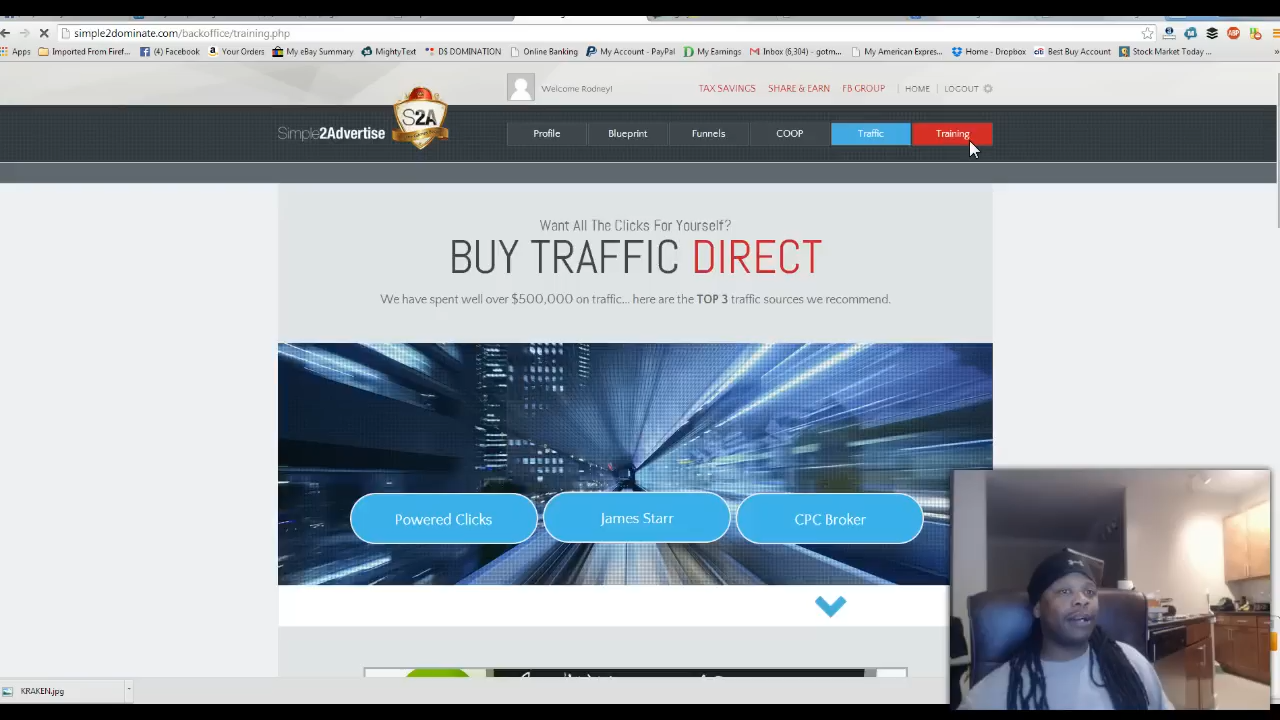 simple2dominate.com/backoffice/training.php
Apps Imported From Firef... (4) Facebook Your Orders My eBay Summary MightyText DS DOMINATION Online Banking My Account - PayPal My Earnings Inbox (6,304) - gotm... My American Expres... Home - Dropbox Best Buy Account Stock Market Today ...
Welcome Rodney!
TAX SAVINGS SHARE & EARN FB GROUP | HOME | LOGOUT
Simple2Advertise
S2A
Profile Blueprint Funnels COOP Traffic Training
Want All The Clicks For Yourself?
BUY TRAFFIC DIRECT
We have spent well over $500,000 on traffic... here are the TOP 3 traffic sources we recommend.
Powered Clicks James Starr CPC Broker
KRAKEN.jpg